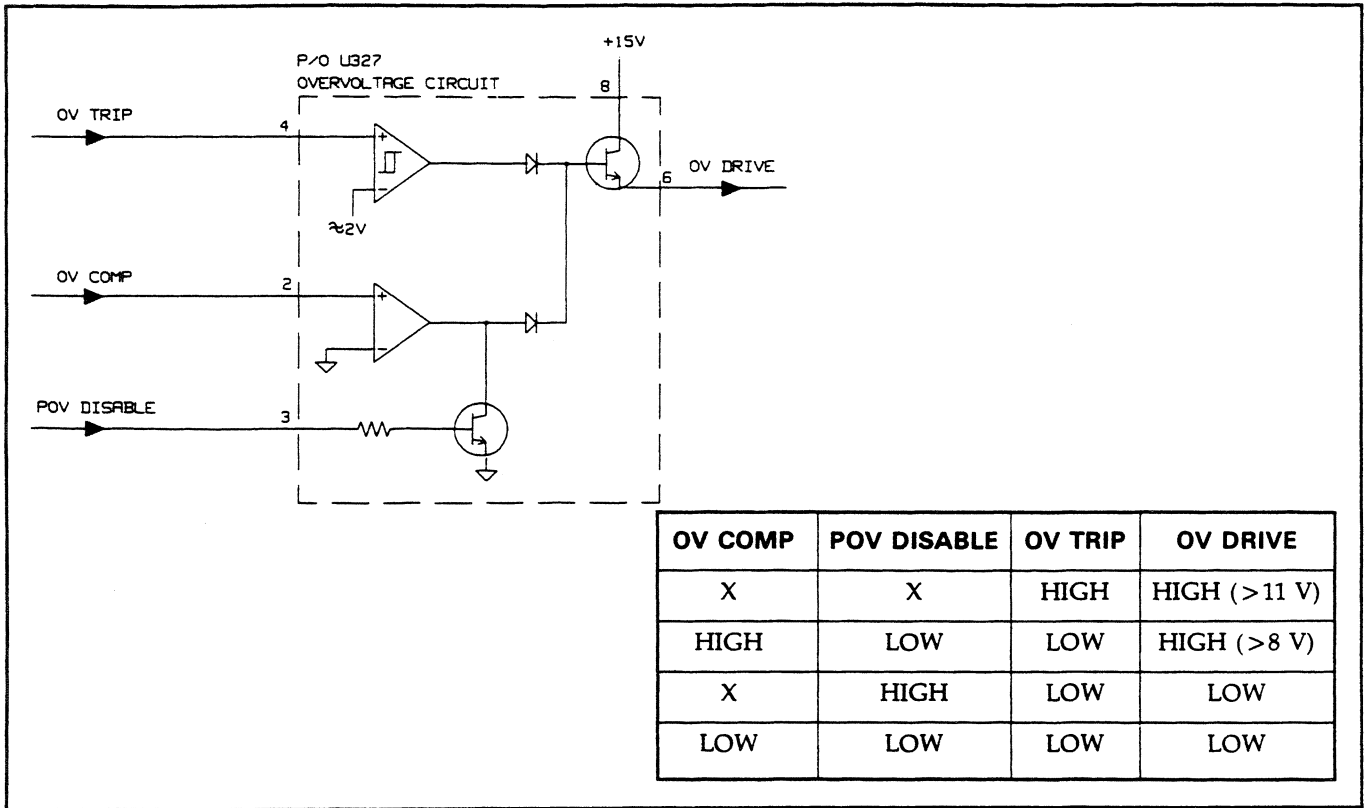 +15V
P/O U327
OVERVOLTAGE CIRCUIT
8
OV TRIP
4
+
-
≈2V
OV DRIVE
6
OV COMP
2
+
-
POV DISABLE
3
OV COMP POV DISABLE OV TRIP OV DRIVE
X X HIGH HIGH (>11 V)
HIGH LOW LOW HIGH (>8 V)
X HIGH LOW LOW
LOW LOW LOW LOW